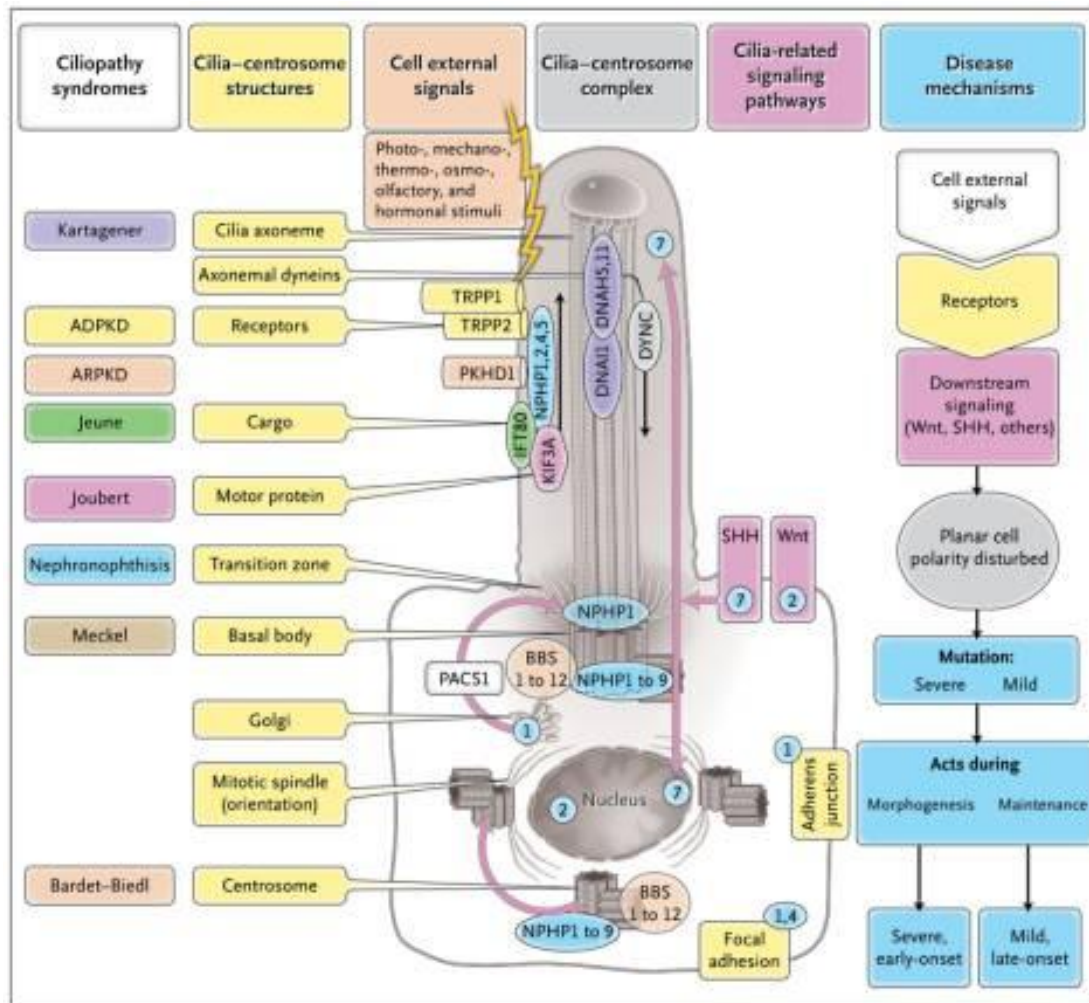 Ciliopathy
syndromes
Cilia–centrosome
structures
Cell external
signals
Cilia–centrosome
complex
Cilia-related
signaling
pathways
Disease
mechanisms
Photo-, mechano-,
thermo-, osmo-,
olfactory, and
hormonal stimuli
Kartagener
ADPKD
ARPKD
Jeune
Joubert
Nephronophthisis
Meckel
Bardet–Biedl
Cilia axoneme
Axonemal dyneins
Receptors
Cargo
Motor protein
Transition zone
Basal body
Golgi
Mitotic spindle
(orientation)
Centrosome
TRPP1
TRPP2
PKHD1
NPHP1,2,4,5
IFT80
KIF3A
DNAH5,11
DNAI1
DYNC
7
SHH
7
Wnt
2
NPHP1
BBS
1 to 12
NPHP1 to 9
PACS1
1
2
Nucleus
7
1
Adherens
junction
BBS
1 to 12
NPHP1 to 9
1,4
Focal
adhesion
Cell external
signals
Receptors
Downstream
signaling
(Wnt, SHH, others)
Planar cell
polarity disturbed
Mutation:
Severe Mild
Acts during
Morphogenesis Maintenance
Severe,
early-onset
Mild,
late-onset